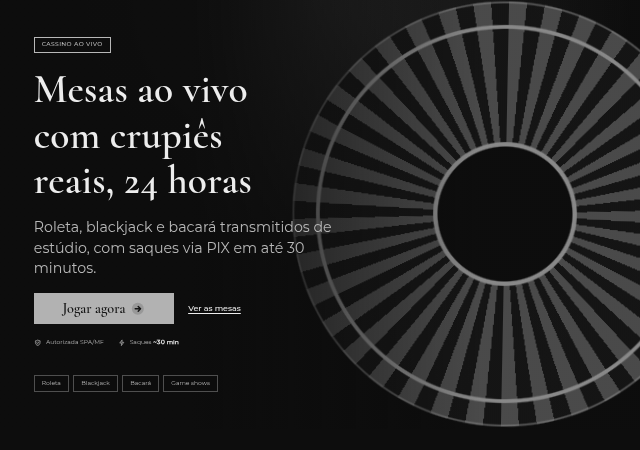 CASSINO AO VIVO
Mesas ao vivo
com crupiês
reais, 24 horas
Roleta, blackjack e bacará transmitidos de
estúdio, com saques via PIX em até 30
minutos.
Jogar agora
Ver as mesas
Autorizada SPA/MF
Saques ~30 min
Roleta
Blackjack
Bacará
Game shows